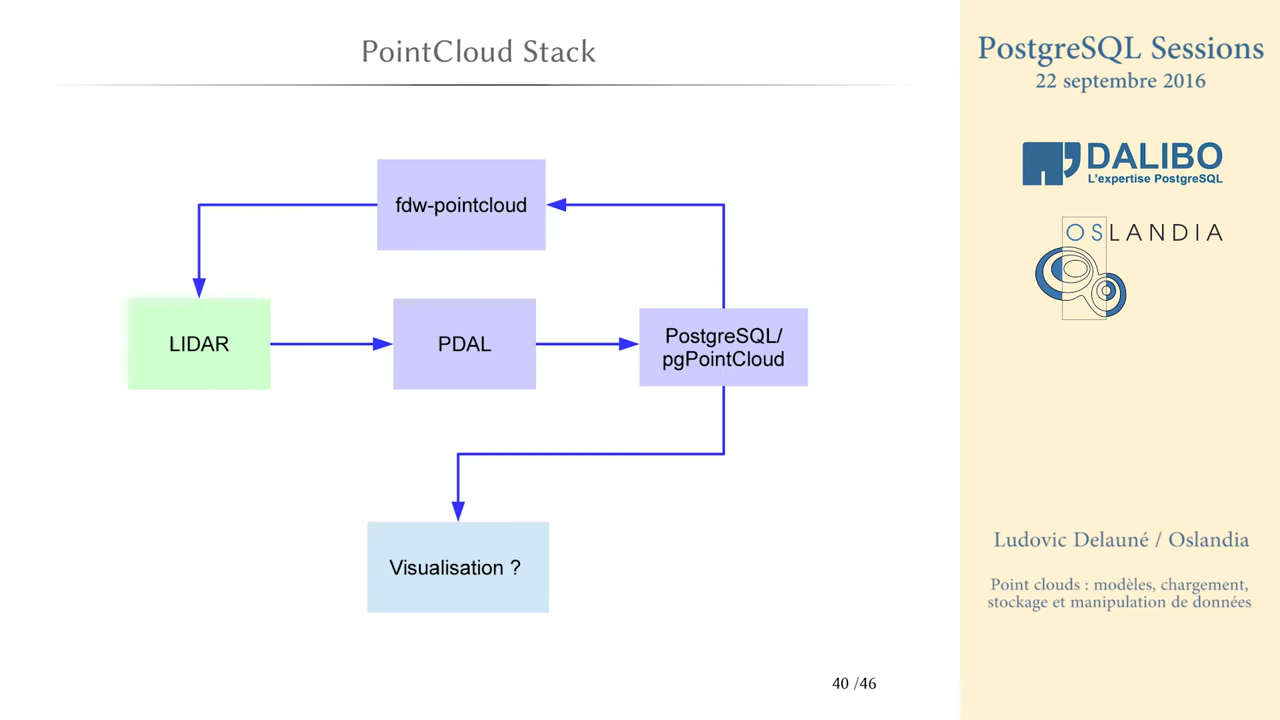 PointCloud Stack
fdw-pointcloud
LIDAR
PDAL
PostgreSQL/
pgPointCloud
Visualisation ?
40 /46
PostgreSQL Sessions
22 septembre 2016
DALIBO
L'expertise PostgreSQL
OSLANDIA
Ludovic Delauné / Oslandia
Point clouds : modèles, chargement,
stockage et manipulation de données